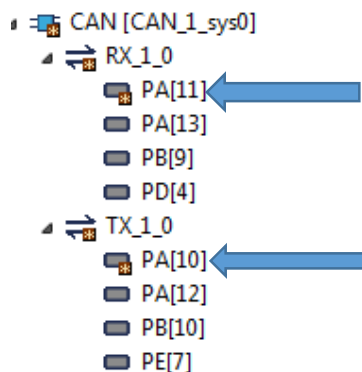 CAN [CAN_1_sys0]
RX_1_0
PA[11]
PA[13]
PB[9]
PD[4]
TX_1_0
PA[10]
PA[12]
PB[10]
PE[7]